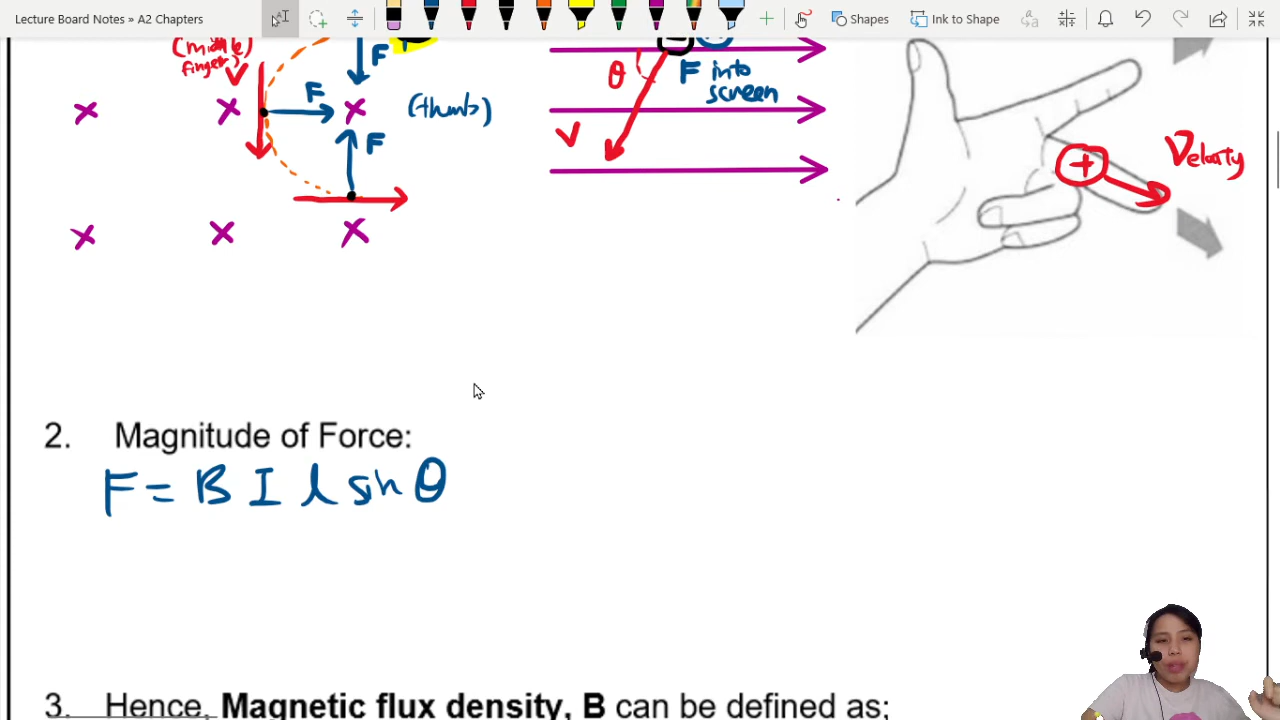 Lecture Board Notes » A2 Chapters
Shapes
Ink to Shape
(middle
finger)
V
F
F
(thumb)
F
θ
F into
screen
V
+
Velocity
2. Magnitude of Force:
F = B I l sin θ
3. Hence, Magnetic flux density, B can be defined as;